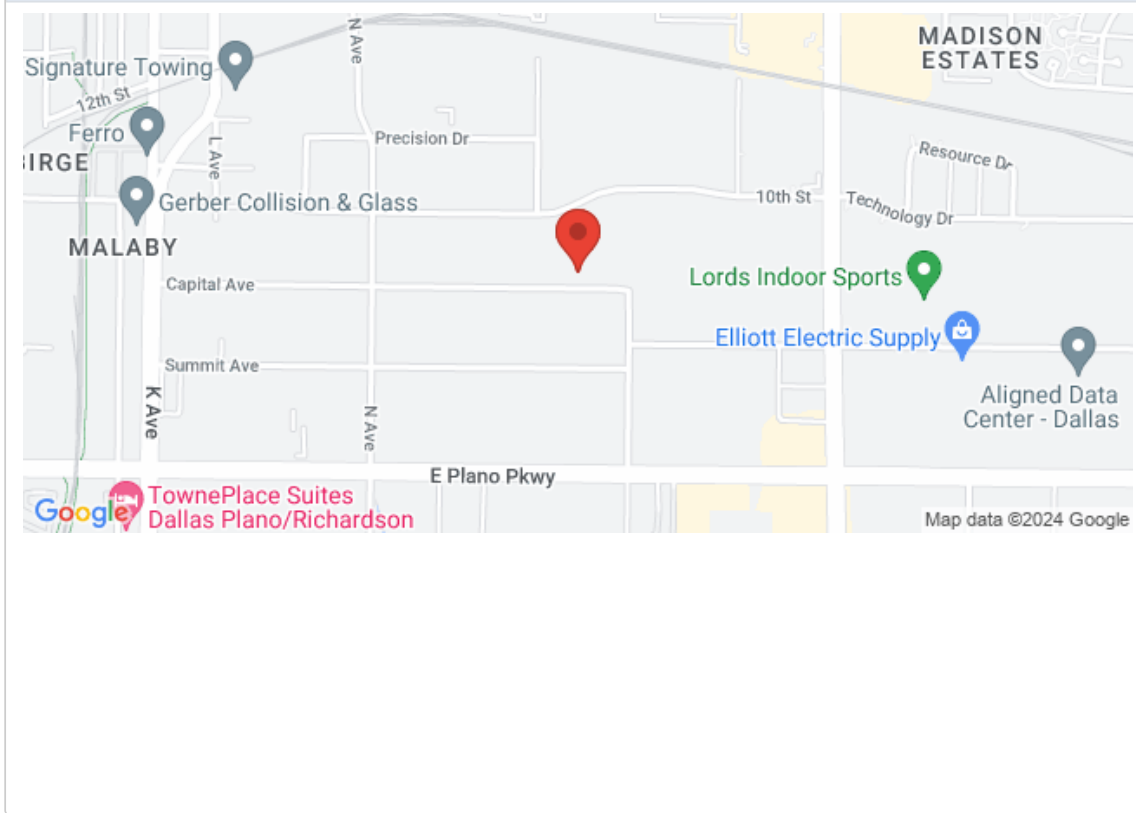 MADISON
ESTATES
N Ave
Signature Towing
12th St
Ferro
BIRGE
L Ave
Precision Dr
Resource Dr
Gerber Collision & Glass
10th St
Technology Dr
MALABY
Capital Ave
Lords Indoor Sports
Elliott Electric Supply
Summit Ave
K Ave
N Ave
Aligned Data
Center - Dallas
E Plano Pkwy
TownePlace Suites
Dallas Plano/Richardson
Google
Map data ©2024 Google